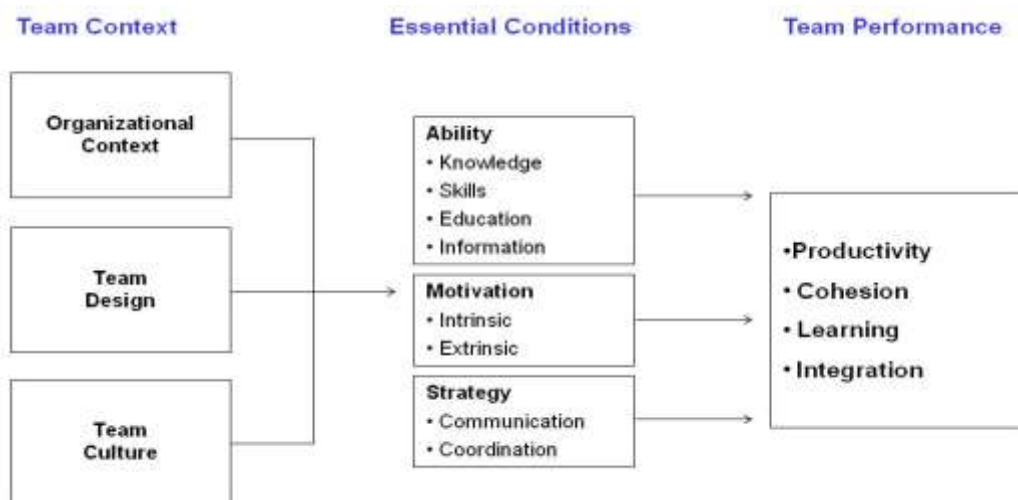 Team Context
Essential Conditions
Team Performance
Organizational
Context
Team
Design
Team
Culture
Ability
• Knowledge
• Skills
• Education
• Information
Motivation
• Intrinsic
• Extrinsic
Strategy
• Communication
• Coordination
•Productivity
• Cohesion
• Learning
• Integration